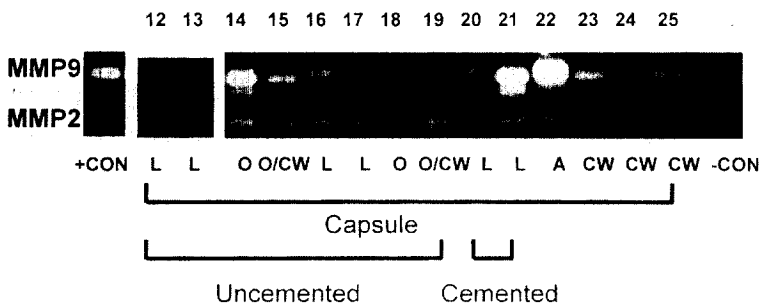 12 13 14 15 16 17 18 19 20 21 22 23 24 25
MMP9
MMP2
+CON L L O O/CW L L O O/CW L L A CW CW CW -CON
Capsule
Uncemented Cemented